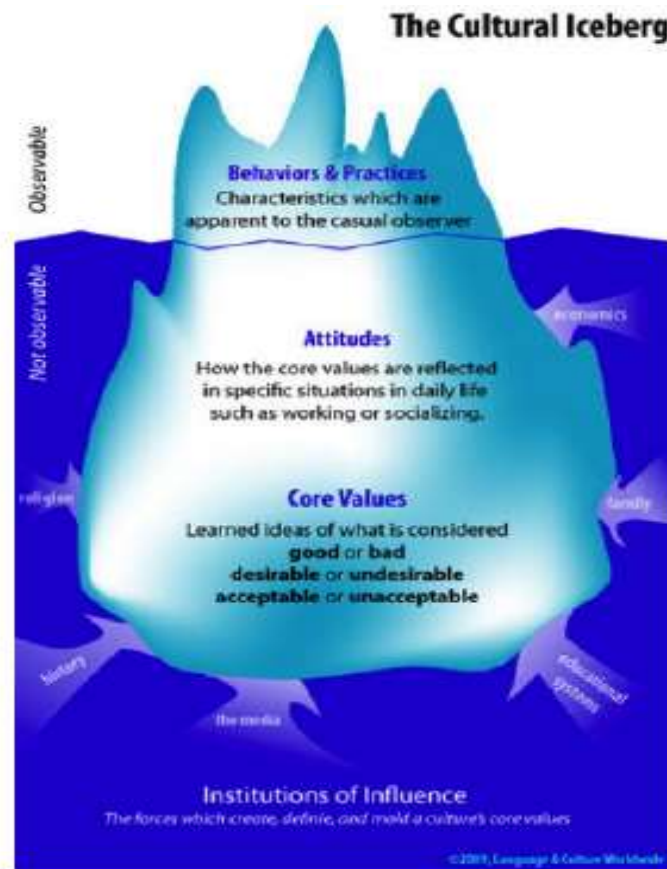 The Cultural Iceberg
Observable
Behaviors & Practices
Characteristics which are
apparent to the casual observer
Not observable
economics
Attitudes
How the core values are reflected
in specific situations in daily life
such as working or socializing.
religion
family
Core Values
Learned ideas of what is considered
good or bad
desirable or undesirable
acceptable or unacceptable
history
the media
educational
systems
Institutions of Influence
The forces which create, define, and mold a culture's core values
Language & Culture Worldwide